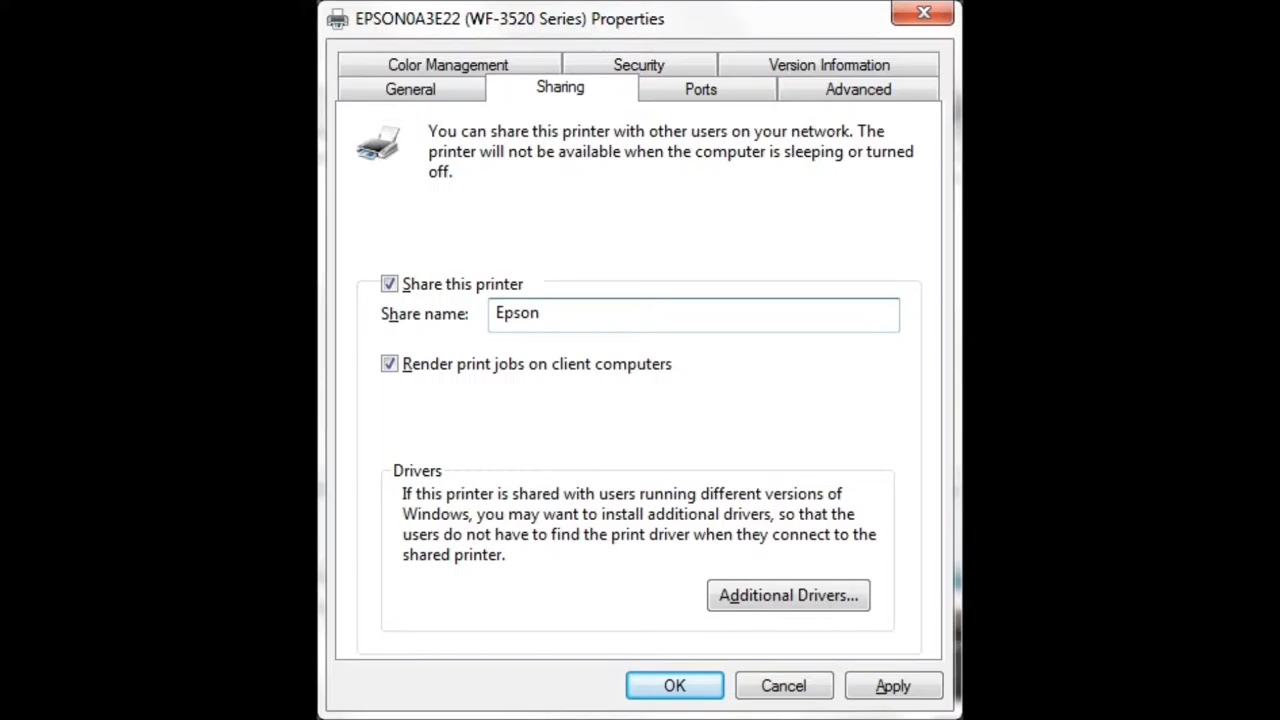 EPSON0A3E22 (WF-3520 Series) Properties
Color Management
Security
Version Information
General
Sharing
Ports
Advanced
You can share this printer with other users on your network. The
printer will not be available when the computer is sleeping or turned
off.
Share this printer
Share name:
Epson
Render print jobs on client computers
Drivers
If this printer is shared with users running different versions of
Windows, you may want to install additional drivers, so that the
users do not have to find the print driver when they connect to the
shared printer.
Additional Drivers...
OK
Cancel
Apply